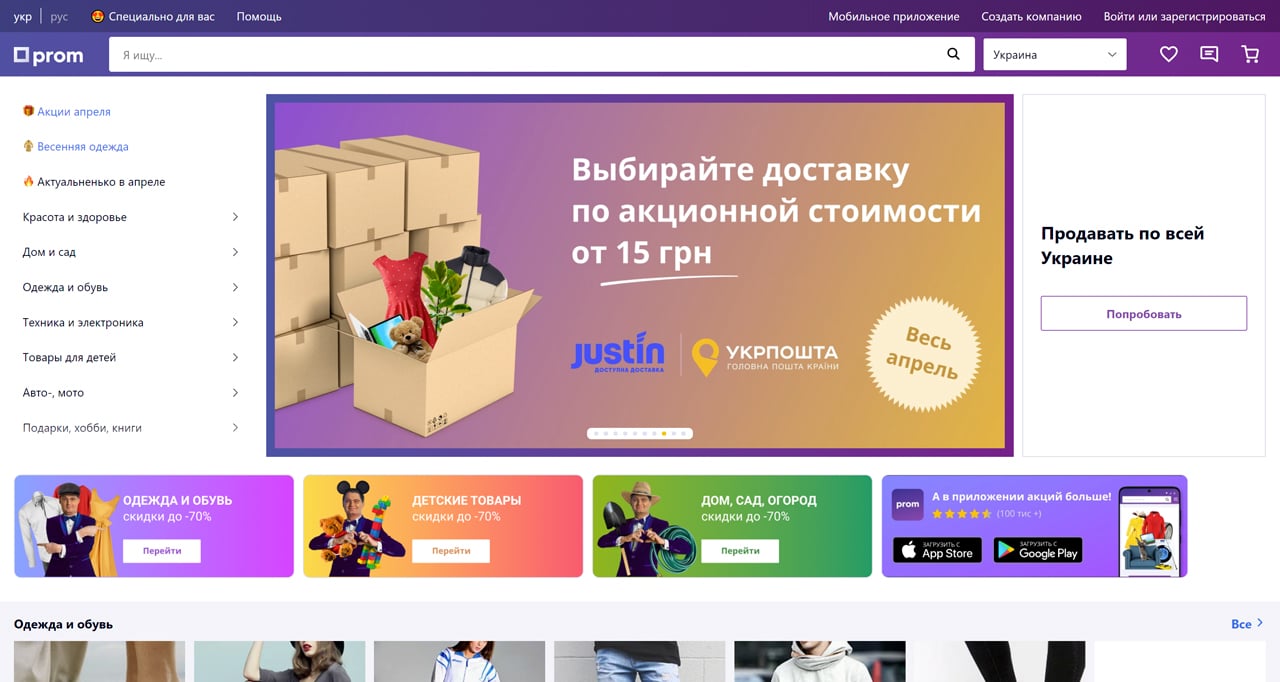 укр
рус
Специально для вас
Помощь
Мобильное приложение
Создать компанию
Войти или зарегистрироваться
prom
Я ищу...
Украина
Акции апреля
Весенняя одежда
Актуальненько в апреле
Красота и здоровье
Дом и сад
Одежда и обувь
Техника и электроника
Товары для детей
Авто-, мото
Подарки, хобби, книги
Выбирайте доставку
по акционной стоимости
от 15 грн
justin
ДОСТУПНА ДОСТАВКА
УКРПОШТА
ГОЛОВНА ПОШТА КРАЇНИ
Весь
апрель
Продавать по всей
Украине
Попробовать
ОДЕЖДА И ОБУВЬ
скидки до -70%
Перейти
ДЕТСКИЕ ТОВАРЫ
скидки до -70%
Перейти
ДОМ, САД, ОГОРОД
скидки до -70%
Перейти
prom
А в приложении акций больше!
(100 тис +)
ЗАГРУЗИТЬ С
App Store
ЗАГРУЗИТЬ С
Google Play
Одежда и обувь
Все